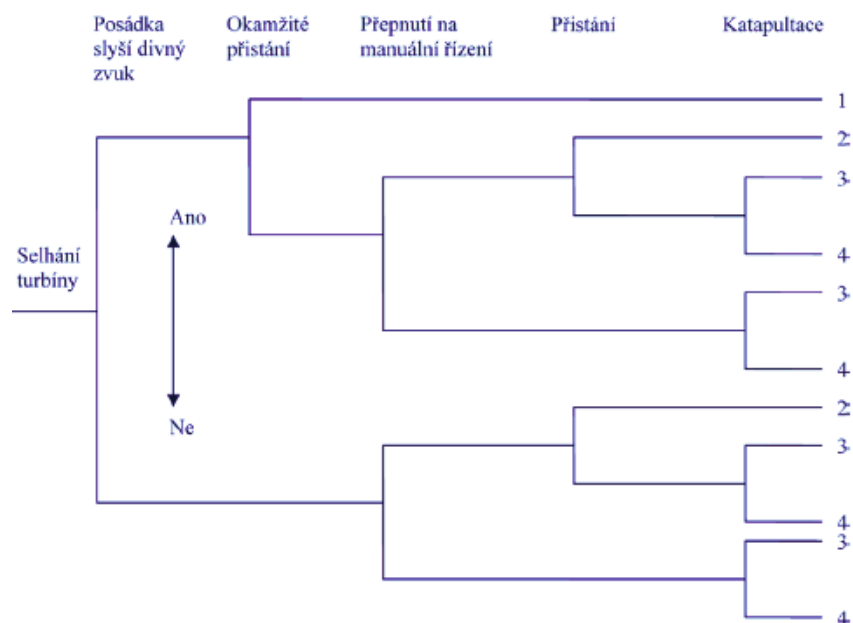 Posádka
slyší divný
zvuk
Okamžité
přistání
Přepnutí na
manuální řízení
Přistání
Katapultace
1
2
3
Ano
Selhání
turbíny
4
3
4
Ne
2
3
4
3
4